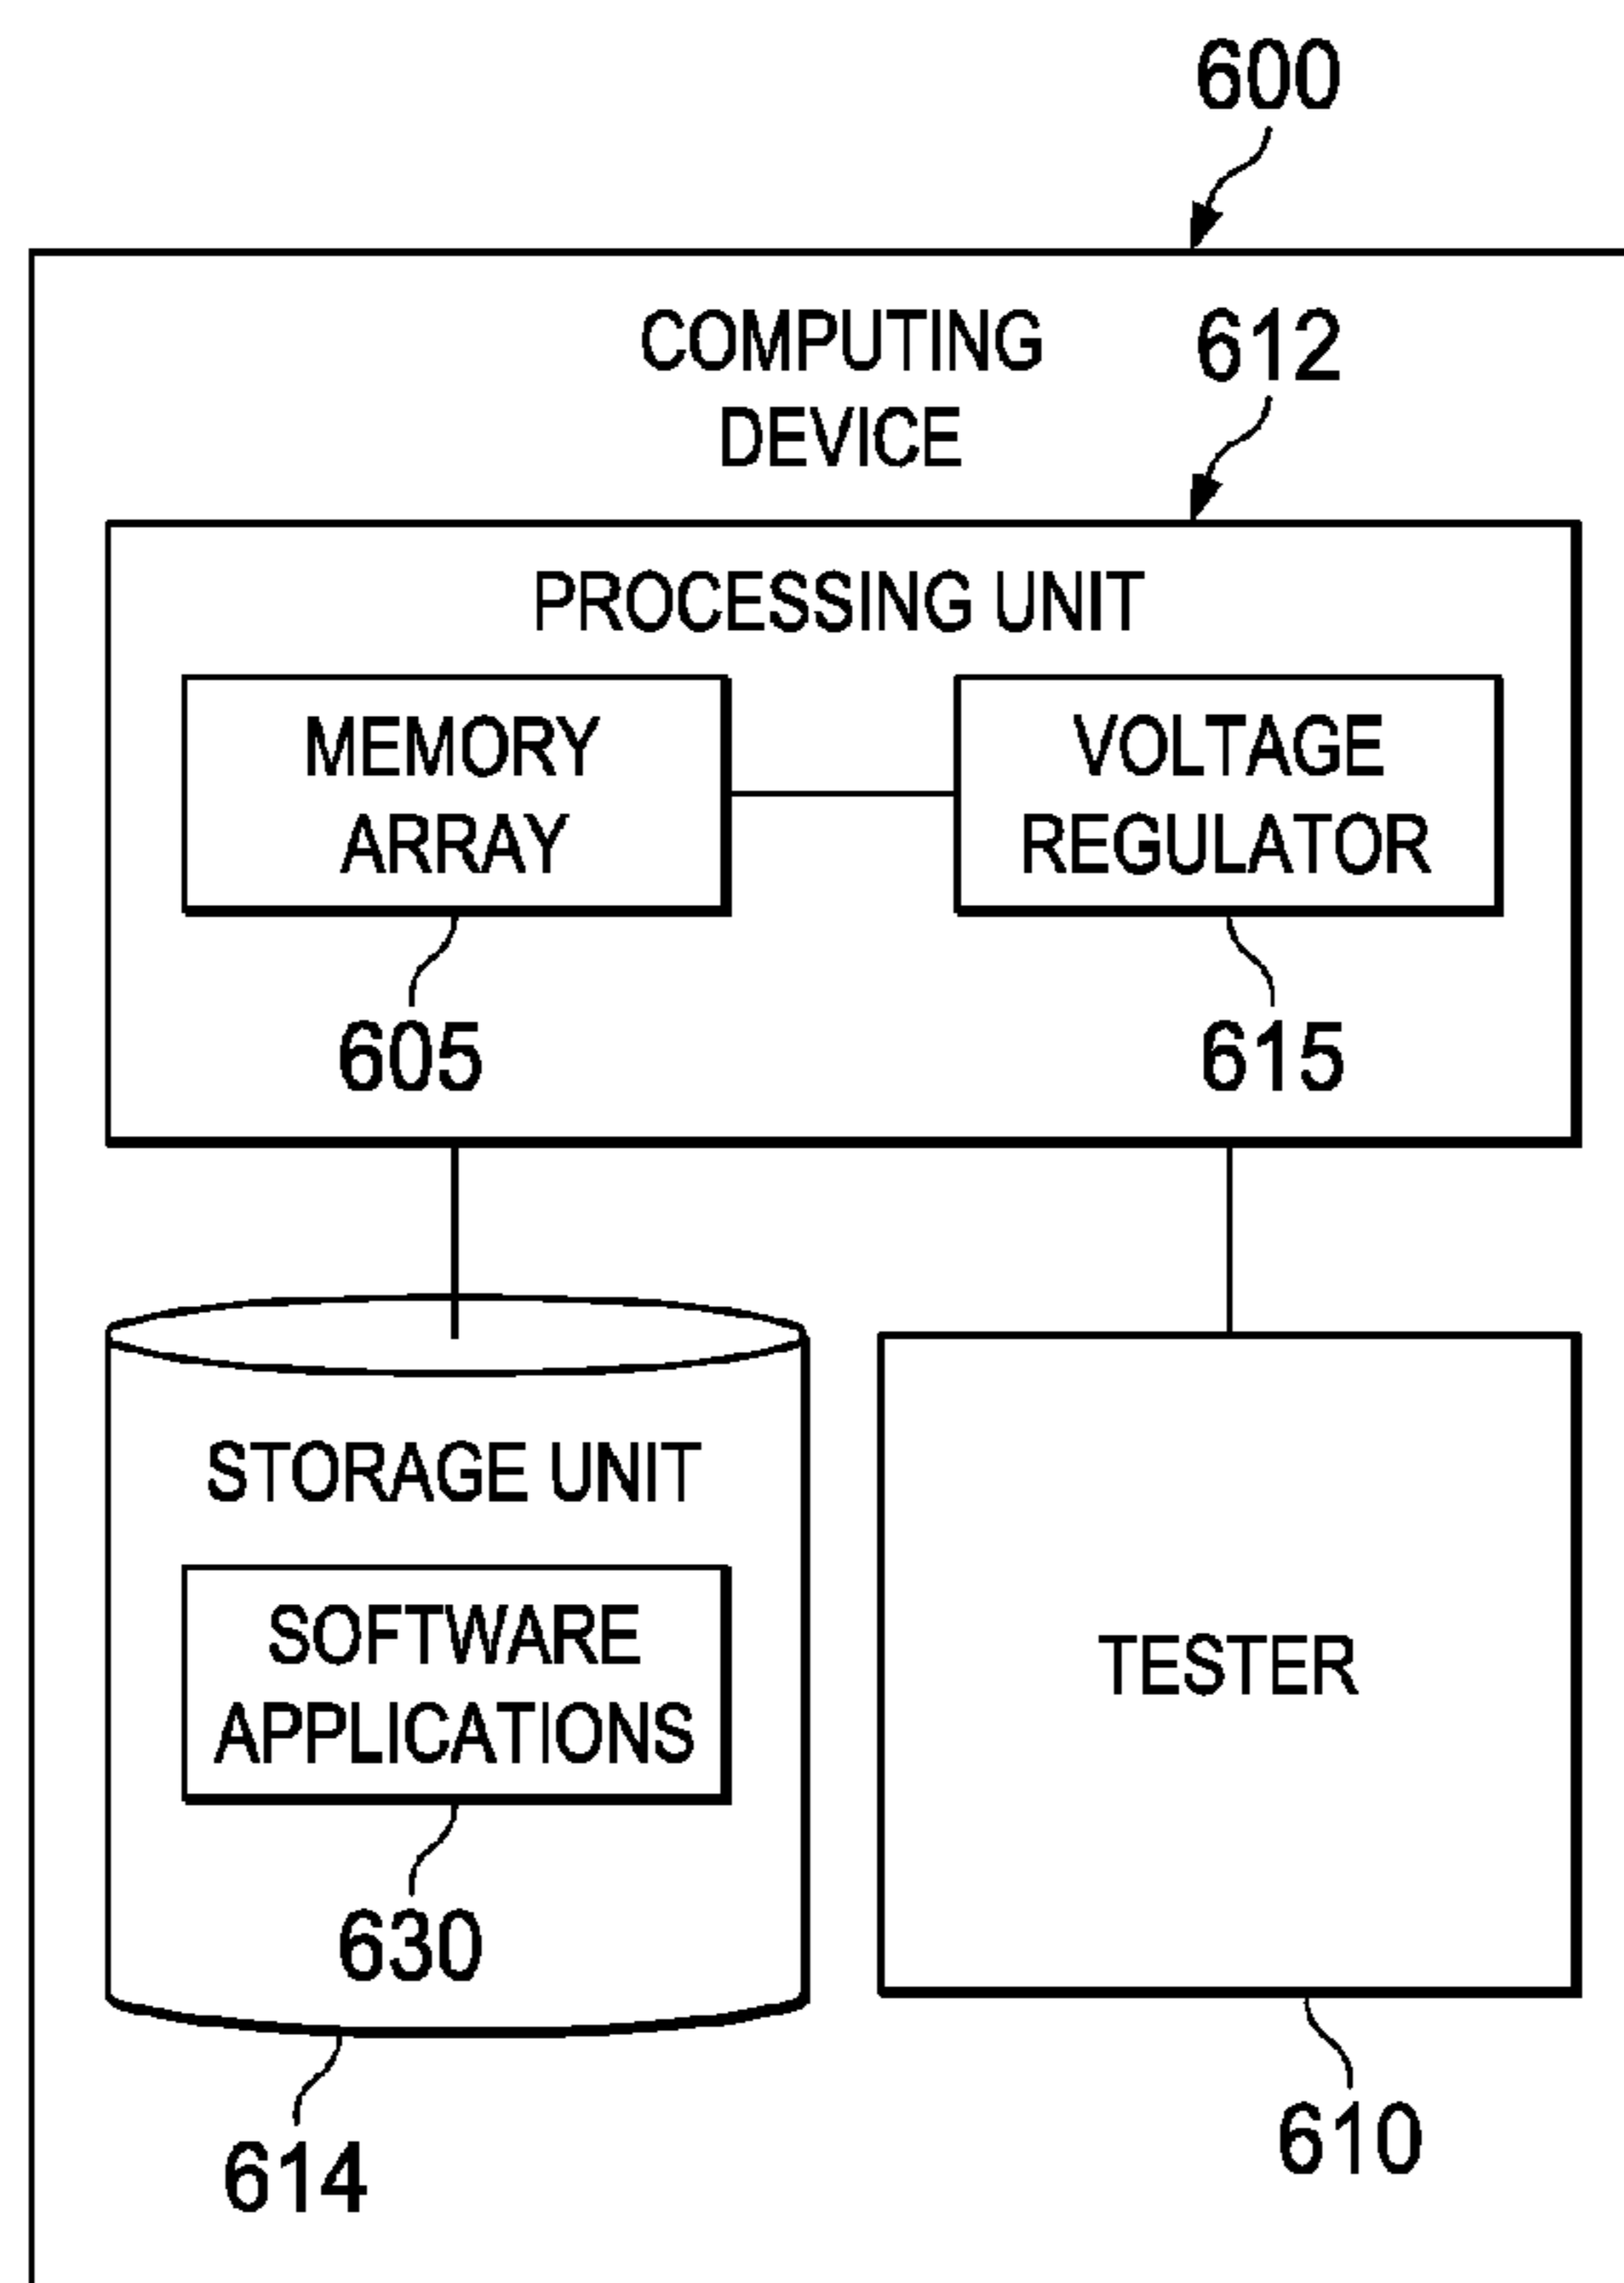 600
COMPUTING
DEVICE
612
PROCESSING UNIT
MEMORY
ARRAY
VOLTAGE
REGULATOR
605
615
STORAGE UNIT
SOFTWARE
APPLICATIONS
630
TESTER
614
610